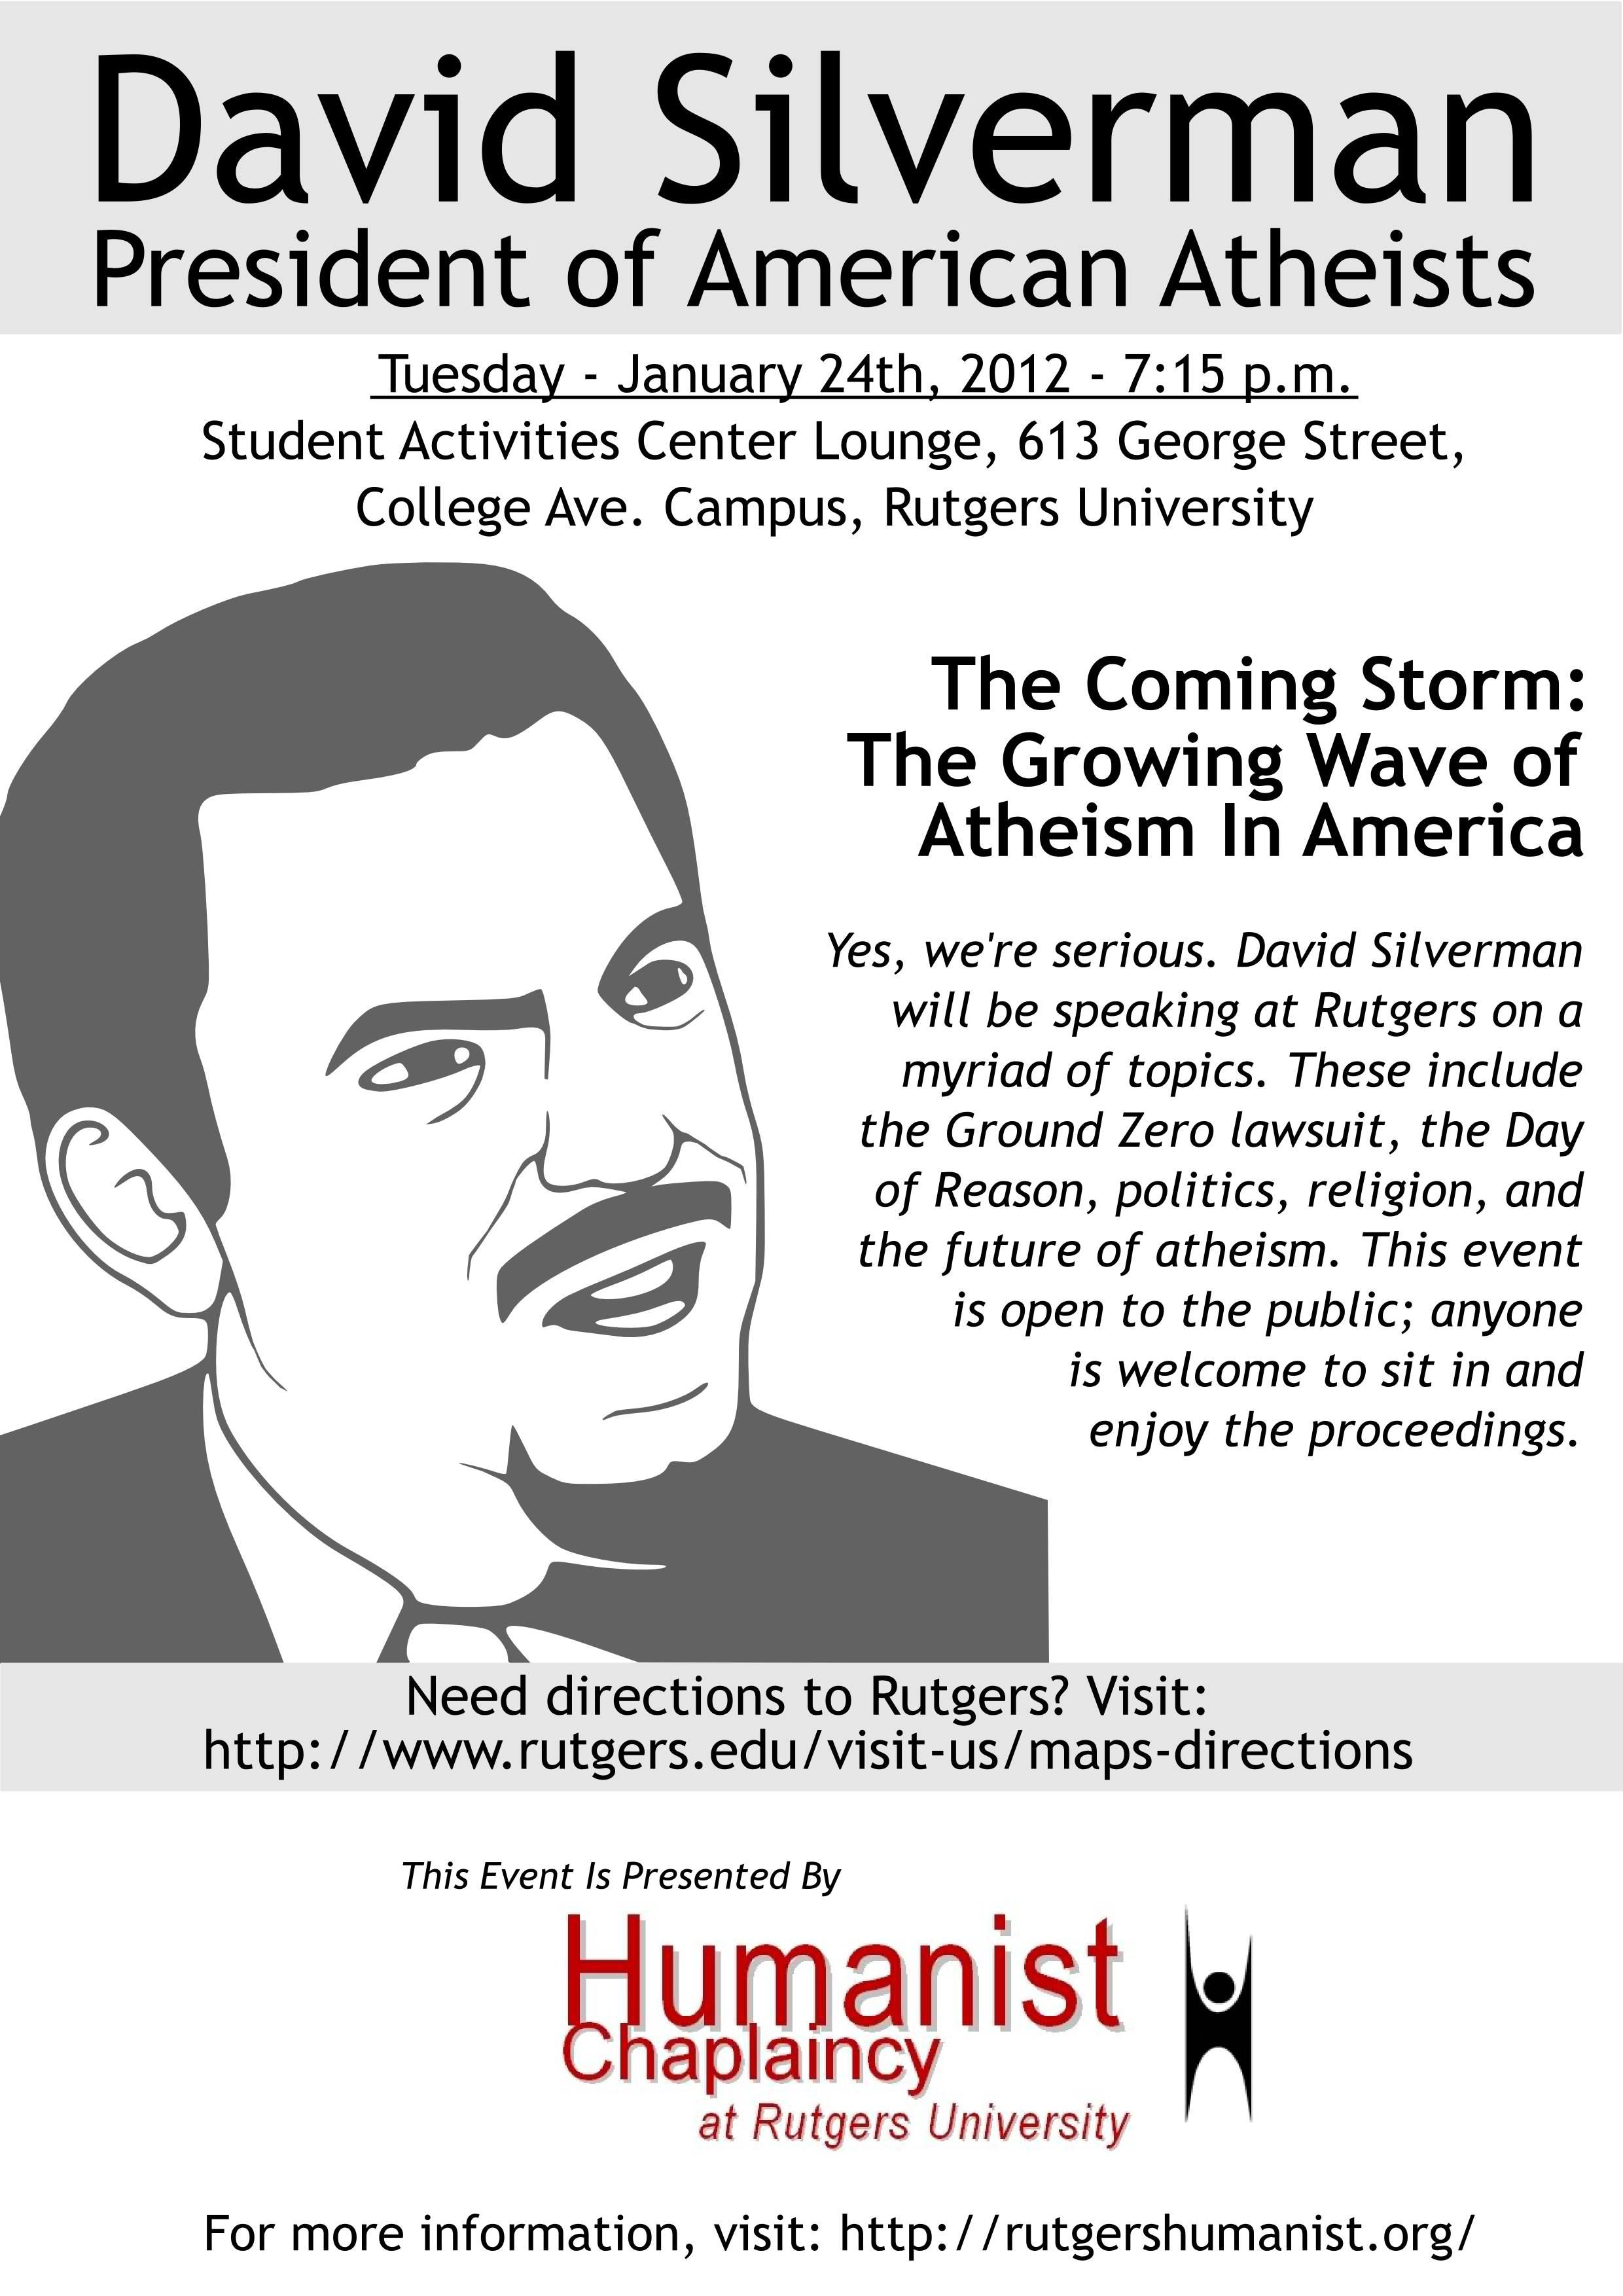 David Silverman
President of American Atheists
Tuesday - January 24th, 2012 - 7:15 p.m.
Student Activities Center Lounge, 613 George Street,
College Ave. Campus, Rutgers University
The Coming Storm:
The Growing Wave of
Atheism In America
Yes, we're serious. David Silverman
will be speaking at Rutgers on a
myriad of topics. These include
the Ground Zero lawsuit, the Day
of Reason, politics, religion, and
the future of atheism. This event
is open to the public; anyone
is welcome to sit in and
enjoy the proceedings.
Need directions to Rutgers? Visit:
http://www.rutgers.edu/visit-us/maps-directions
This Event Is Presented By
Humanist
Chaplaincy
at Rutgers University
For more information, visit: http://rutgershumanist.org/